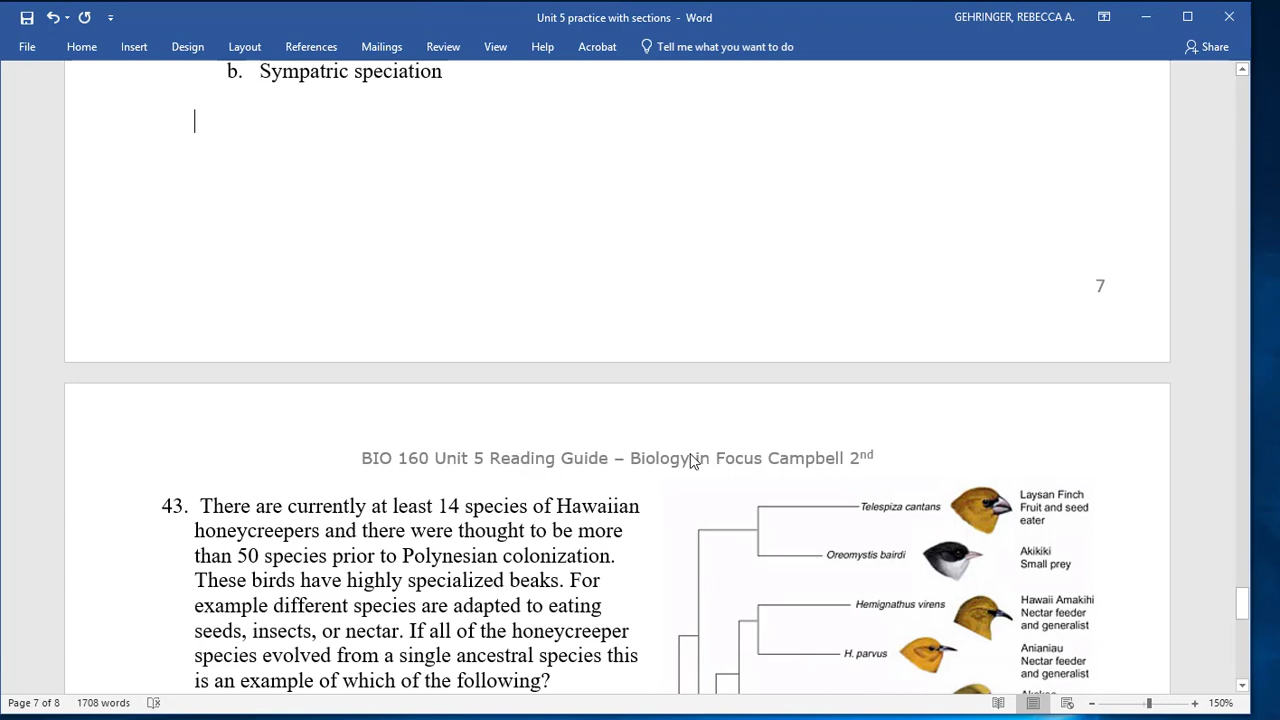 Unit 5 practice with sections - Word
GEHRINGER, REBECCA A.
File Home Insert Design Layout References Mailings Review View Help Acrobat Tell me what you want to do Share
b. Sympatric speciation
7
BIO 160 Unit 5 Reading Guide – Biology in Focus Campbell 2nd
43. There are currently at least 14 species of Hawaiian
honeycreepers and there were thought to be more
than 50 species prior to Polynesian colonization.
These birds have highly specialized beaks. For
example different species are adapted to eating
seeds, insects, or nectar. If all of the honeycreeper
species evolved from a single ancestral species this
is an example of which of the following?
Telespiza cantans
Laysan Finch
Fruit and seed
eater
Oreomystis bairdi
Akikiki
Small prey
Hemignathus virens
Hawaii Amakihi
Nectar feeder
and generalist
H. parvus
Anianiau
Nectar feeder
and generalist
Page 7 of 8 1708 words 150%